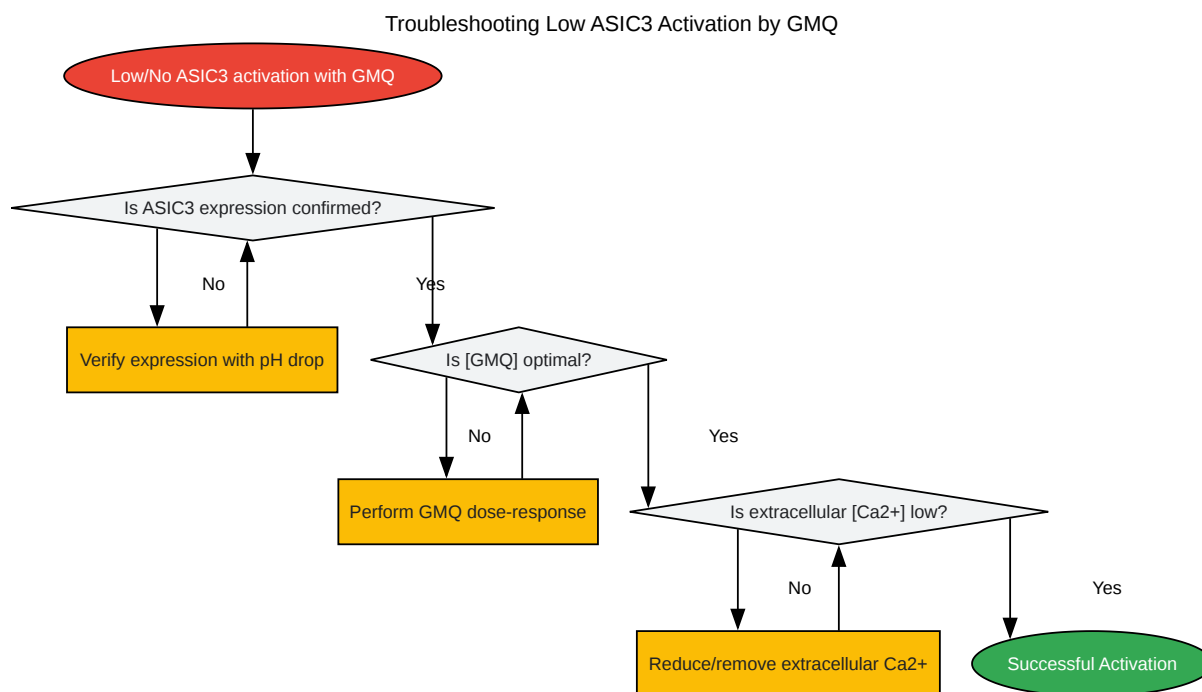 Troubleshooting Low ASIC3 Activation by GMQ
Low/No ASIC3 activation with GMQ
Is ASIC3 expression confirmed?
No
Yes
Verify expression with pH drop
Is [GMQ] optimal?
No
Yes
Perform GMQ dose-response
Is extracellular [Ca2+] low?
No
Yes
Reduce/remove extracellular Ca2+
Successful Activation